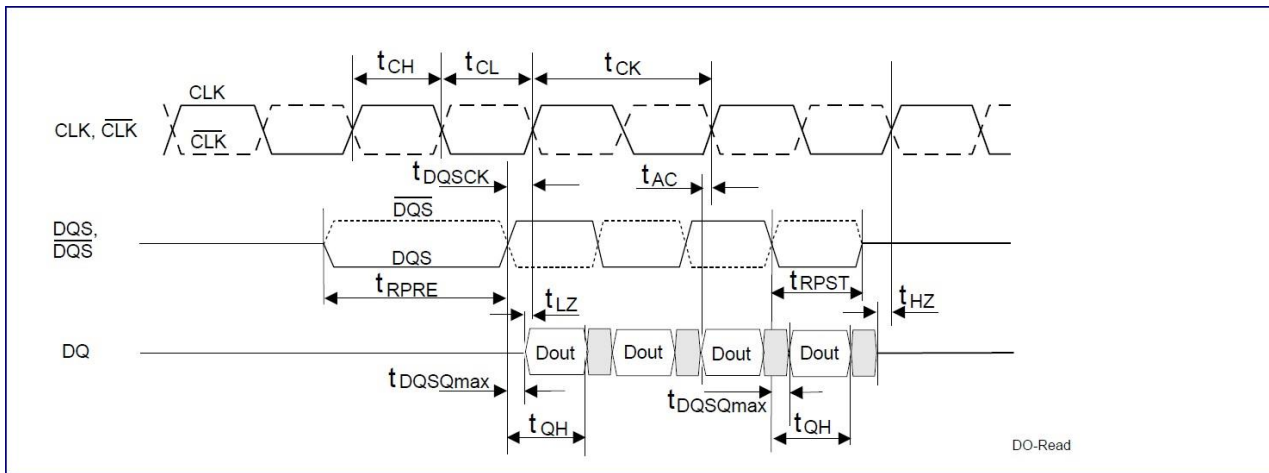 tCH tCL tCK
CLK
CLK, CLK
CLK
tDQSCK tAC
DQS
DQS,
DQS
DQS
tRPRE tRPST
tLZ tHZ
DQ Dout Dout Dout Dout
tDQSQmax tDQSQmax
tQH tQH
DO-Read